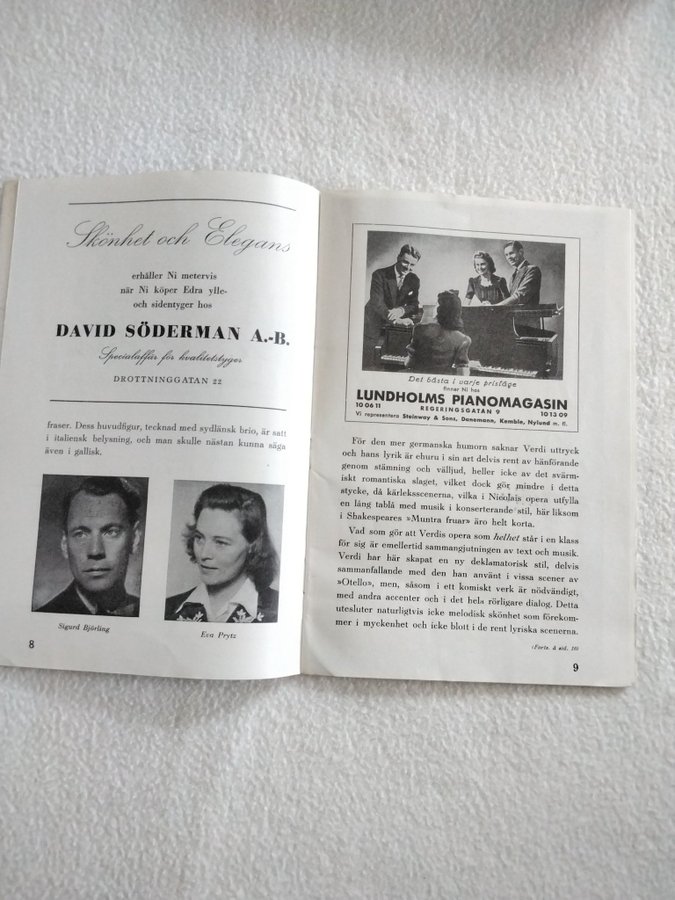 Skönhet och Elegans
erhåller Ni metervis
när Ni köper Edra ylle-
och sidentyger hos
DAVID SÖDERMAN A.-B.
Specialaffär för kvalitetstyger
DROTTNINGGATAN 22
fraser. Dess huvudfigur, tecknad med sydlänsk brio, är satt
i italiensk belysning, och man skulle nästan kunna säga
även i gallisk.
Sigurd Björling
Eva Prytz
8
Det bästa i varje prisläge
finner Ni hos
LUNDHOLMS PIANOMAGASIN
10 06 11 REGERINGSGATAN 9 10 13 09
Vi representera Steinway & Sons, Danemann, Kemble, Nylund m. fl.
För den mer germanska humorn saknar Verdi uttryck
och hans lyrik är ehuru i sin art delvis rent av hänförande
genom stämning och välljud, heller icke av det svärm-
iskt romantiska slaget, vilket dock gör mindre i detta
stycke, då kärleksscenerna, vilka i Nicolais opera utfylla
en lång tablå med musik i konserterande stil, här liksom
i Shakespeares »Muntra fruar» äro helt korta.
Vad som gör att Verdis opera som helhet står i en klass
för sig är emellertid sammangjutningen av text och musik.
Verdi har här skapat en ny deklamatorisk stil, delvis
sammanfallande med den han använt i vissa scener av
»Otello», men, såsom i ett komiskt verk är nödvändigt,
med andra accenter och i det hela rörligare dialog. Detta
utesluter naturligtvis icke melodisk skönhet som förekom-
mer i myckenhet och icke blott i de rent lyriska scenerna.
(Forts. å sid. 10)
9